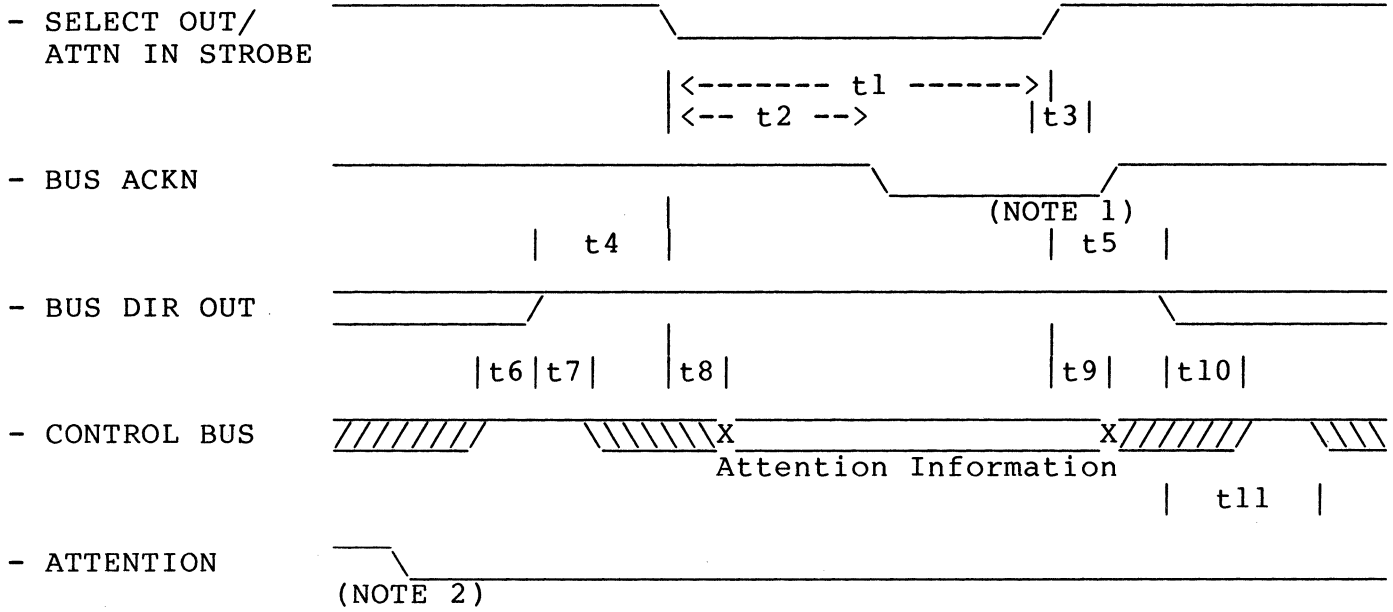 - SELECT OUT/
ATTN IN STROBE
|<------- t1 ------>|
|<-- t2 --> |t3|
- BUS ACKN
(NOTE 1)
| t4 | | t5 |
- BUS DIR OUT
|t6|t7| |t8| |t9| |t10|
- CONTROL BUS
X X
Attention Information
| t11 |
- ATTENTION
(NOTE 2)